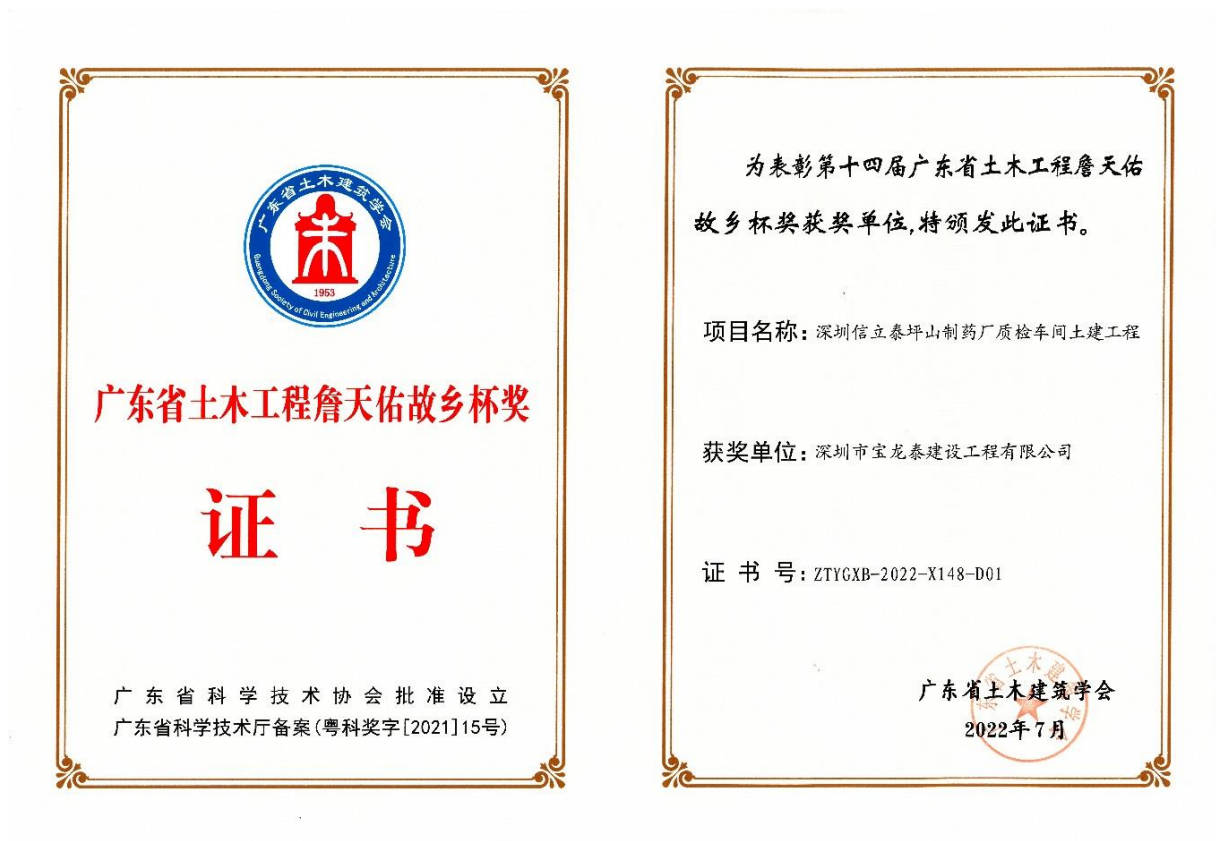 广东省土木建筑学会
1953
Guangdong Society of Civil Engineering and Architecture
广东省土木工程詹天佑故乡杯奖
证 书
广东省科学技术协会批准设立
广东省科学技术厅备案(粤科奖字[2021]15号)
为表彰第十四届广东省土木工程詹天佑
故乡杯奖获奖单位,特颁发此证书。
项目名称:深圳信立泰坪山制药厂质检车间土建工程
获奖单位:深圳市宝龙泰建设工程有限公司
证 书 号:ZTYGXB-2022-X148-D01
广东省土木建筑学会
2022年7月